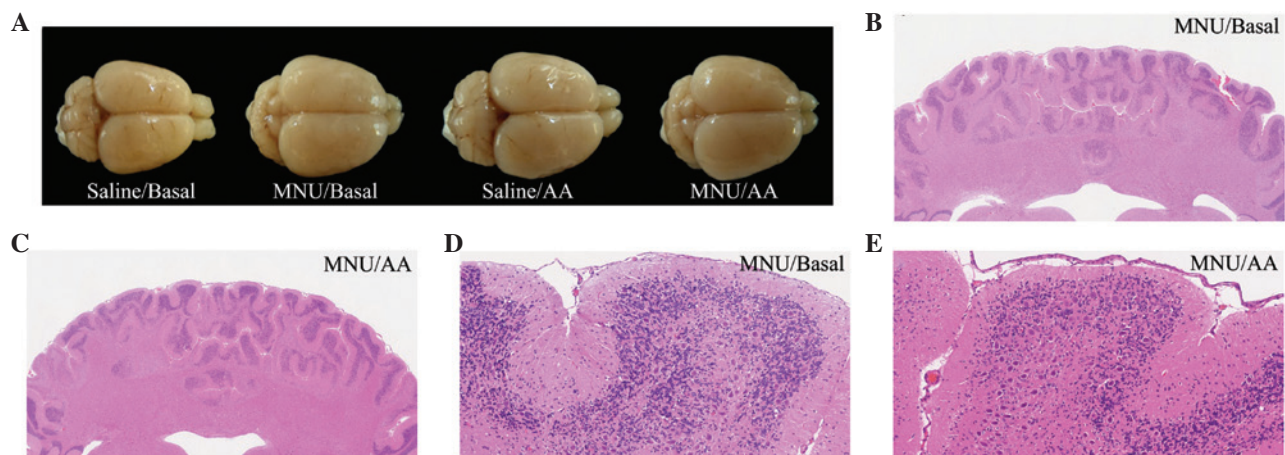 A
Saline/Basal
MNU/Basal
Saline/AA
MNU/AA
B
MNU/Basal
C
MNU/AA
D
MNU/Basal
E
MNU/AA